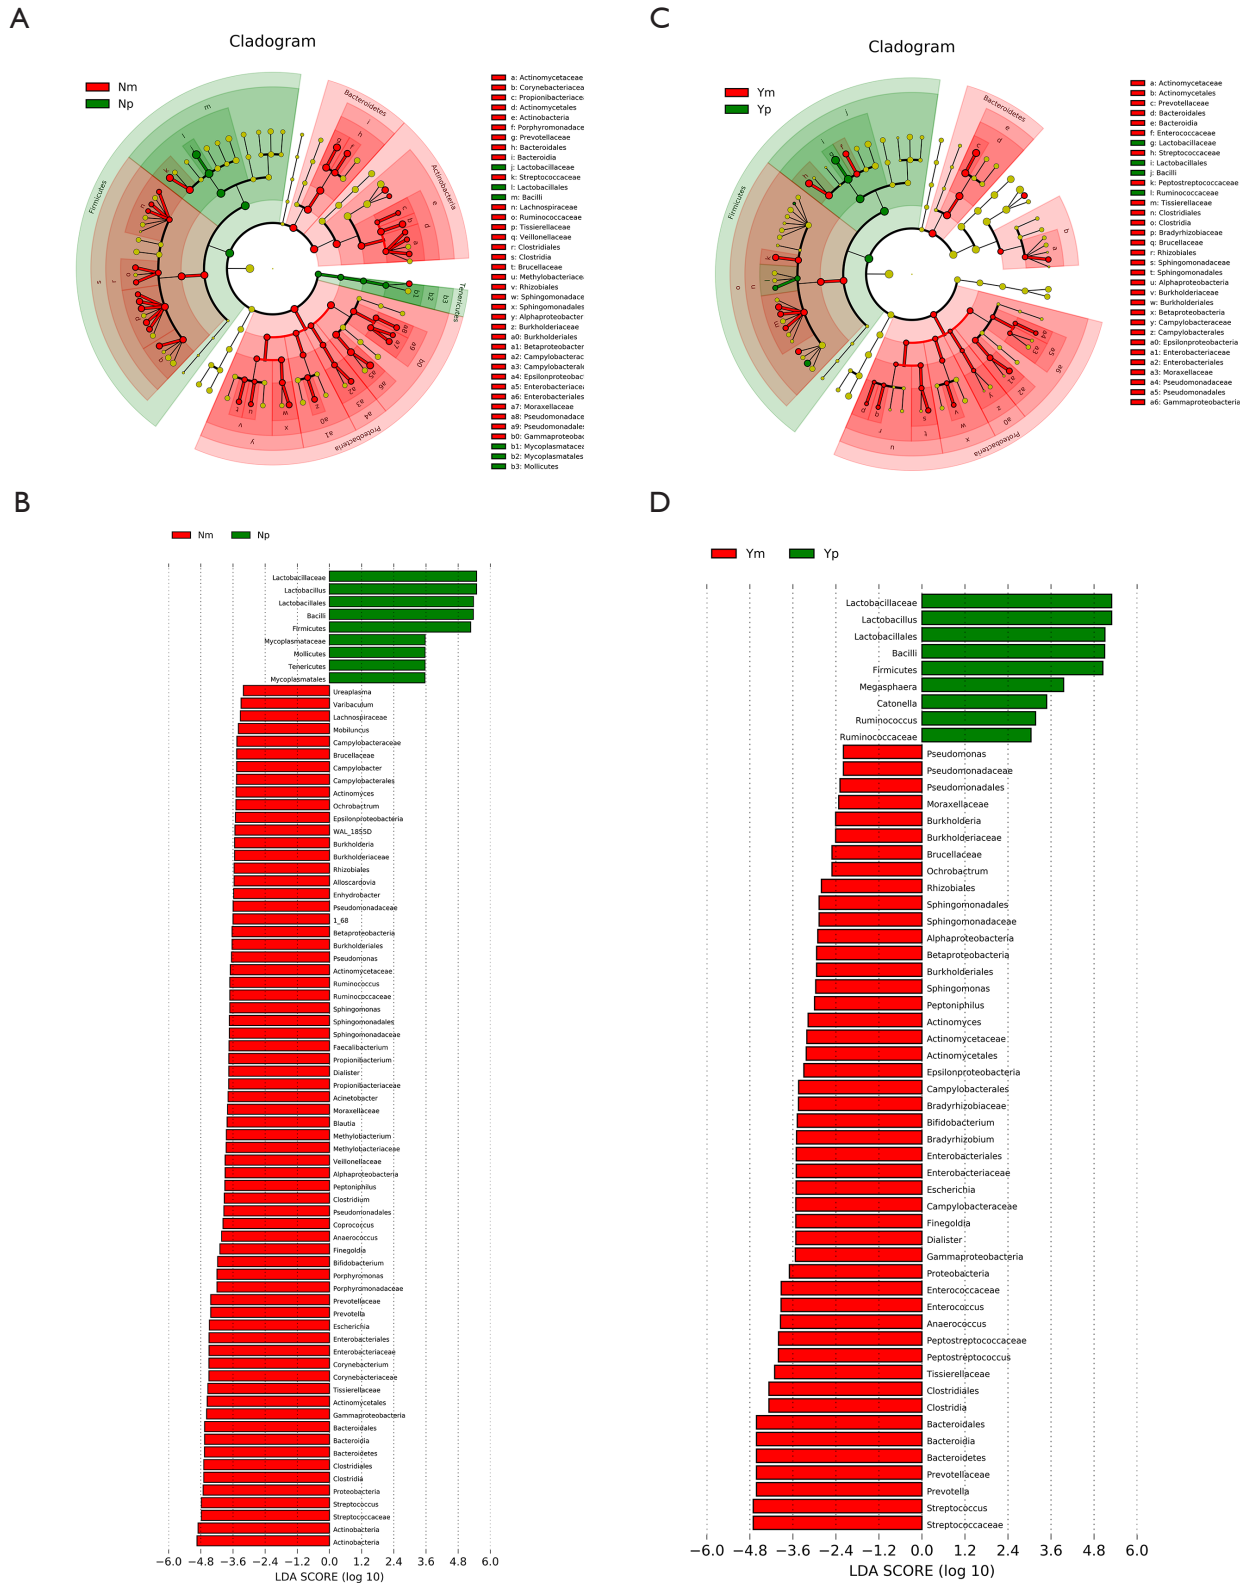 A
Cladogram
Nm
Np
Bacteroidetes
Actinobacteria
Firmicutes
Tenericutes
Proteobacteria
a: Actinomycetaceae
b: Corynebacteriaceae
c: Propionibacteriaceae
d: Actinomycetales
e: Actinobacteria
f: Porphyromonadace
g: Prevotellaceae
h: Bacteroidales
i: Bacteroidia
j: Lactobacillaceae
k: Streptococcaceae
l: Lactobacillales
m: Bacilli
n: Lachnospiraceae
o: Ruminococcaceae
p: Tissierellaceae
q: Veillonellaceae
r: Clostridiales
s: Clostridia
t: Brucellaceae
u: Methylobacteriacea
v: Rhizobiales
w: Sphingomonadace
x: Sphingomonadales
y: Alphaproteobacter
z: Burkholderiaceae
a0: Burkholderiales
a1: Betaproteobacter
a2: Campylobacterac
a3: Campylobacterale
a4: Epsilonproteobac
a5: Enterobacteriacea
a6: Enterobacteriales
a7: Moraxellaceae
a8: Pseudomonadace
a9: Pseudomonadales
b0: Gammaproteobac
b1: Mycoplasmatacea
b2: Mycoplasmatales
b3: Mollicutes
C
Cladogram
Ym
Yp
Bacteroidetes
Firmicutes
Proteobacteria
a: Actinomycetaceae
b: Actinomycetales
c: Prevotellaceae
d: Bacteroidales
e: Bacteroidia
f: Enterococcaceae
g: Lactobacillaceae
h: Streptococcaceae
i: Lactobacillales
j: Bacilli
k: Peptostreptococcaceae
l: Ruminococcaceae
m: Tissierellaceae
n: Clostridiales
o: Clostridia
p: Bradyrhizobiaceae
q: Brucellaceae
r: Rhizobiales
s: Sphingomonadaceae
t: Sphingomonadales
u: Alphaproteobacteria
v: Burkholderiaceae
w: Burkholderiales
x: Betaproteobacteria
y: Campylobacteraceae
z: Campylobacterales
a0: Epsilonproteobacteria
a1: Enterobacteriaceae
a2: Enterobacteriales
a3: Moraxellaceae
a4: Pseudomonadaceae
a5: Pseudomonadales
a6: Gammaproteobacteria
B
Nm
Np
Lactobacillaceae
Lactobacillus
Lactobacillales
Bacilli
Firmicutes
Mycoplasmataceae
Mollicutes
Tenericutes
Mycoplasmatales
Ureaplasma
Varibaculum
Lachnospiraceae
Mobiluncus
Campylobacteraceae
Brucellaceae
Campylobacter
Campylobacterales
Actinomyces
Ochrobactrum
Epsilonproteobacteria
WAL_1855D
Burkholderia
Burkholderiaceae
Rhizobiales
Alloscardovia
Enhydrobacter
Pseudomonadaceae
1_68
Betaproteobacteria
Burkholderiales
Pseudomonas
Actinomycetaceae
Ruminococcus
Ruminococcaceae
Sphingomonas
Sphingomonadales
Sphingomonadaceae
Faecalibacterium
Propionibacterium
Dialister
Propionibacteriaceae
Acinetobacter
Moraxellaceae
Blautia
Methylobacterium
Methylobacteriaceae
Veillonellaceae
Alphaproteobacteria
Peptoniphilus
Clostridium
Pseudomonadales
Coprococcus
Anaerococcus
Finegoldia
Bifidobacterium
Porphyromonas
Porphyromonadaceae
Prevotellaceae
Prevotella
Escherichia
Enterobacteriales
Enterobacteriaceae
Corynebacterium
Corynebacteriaceae
Tissierellaceae
Actinomycetales
Gammaproteobacteria
Bacteroidales
Bacteroidia
Bacteroidetes
Clostridiales
Clostridia
Proteobacteria
Streptococcus
Streptococcaceae
Actinobacteria
Actinobacteria
−6.0 −4.8 −3.6 −2.4 −1.2 0.0 1.2 2.4 3.6 4.8 6.0
LDA SCORE (log 10)
D
Ym
Yp
Lactobacillaceae
Lactobacillus
Lactobacillales
Bacilli
Firmicutes
Megasphaera
Catonella
Ruminococcus
Ruminococcaceae
Pseudomonas
Pseudomonadaceae
Pseudomonadales
Moraxellaceae
Burkholderia
Burkholderiaceae
Brucellaceae
Ochrobactrum
Rhizobiales
Sphingomonadales
Sphingomonadaceae
Alphaproteobacteria
Betaproteobacteria
Burkholderiales
Sphingomonas
Peptoniphilus
Actinomyces
Actinomycetaceae
Actinomycetales
Epsilonproteobacteria
Campylobacterales
Bradyrhizobiaceae
Bifidobacterium
Bradyrhizobium
Enterobacteriales
Enterobacteriaceae
Escherichia
Campylobacteraceae
Finegoldia
Dialister
Gammaproteobacteria
Proteobacteria
Enterococcaceae
Enterococcus
Anaerococcus
Peptostreptococcaceae
Peptostreptococcus
Tissierellaceae
Clostridiales
Clostridia
Bacteroidales
Bacteroidia
Bacteroidetes
Prevotellaceae
Prevotella
Streptococcus
Streptococcaceae
−6.0 −4.8 −3.6 −2.4 −1.2 0.0 1.2 2.4 3.6 4.8 6.0
LDA SCORE (log 10)